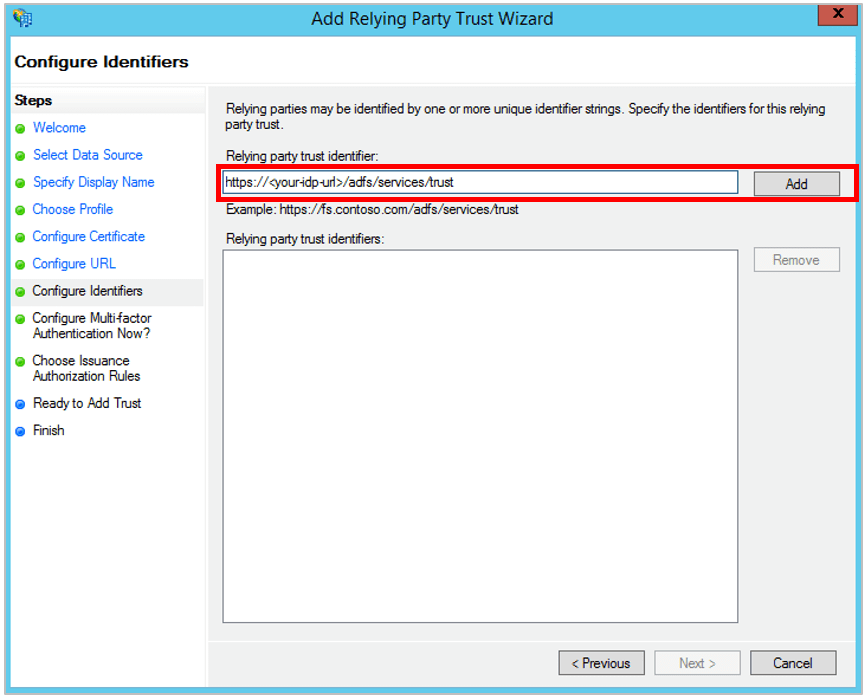 Add Relying Party Trust Wizard
X
Configure Identifiers
Steps
Welcome
Select Data Source
Specify Display Name
Choose Profile
Configure Certificate
Configure URL
Configure Identifiers
Configure Multi-factor
Authentication Now?
Choose Issuance
Authorization Rules
Ready to Add Trust
Finish
Relying parties may be identified by one or more unique identifier strings. Specify the identifiers for this relying
party trust.
Relying party trust identifier:
https://<your-idp-url>/adfs/services/trust
Add
Example: https://fs.contoso.com/adfs/services/trust
Relying party trust identifiers:
Remove
< Previous
Next >
Cancel